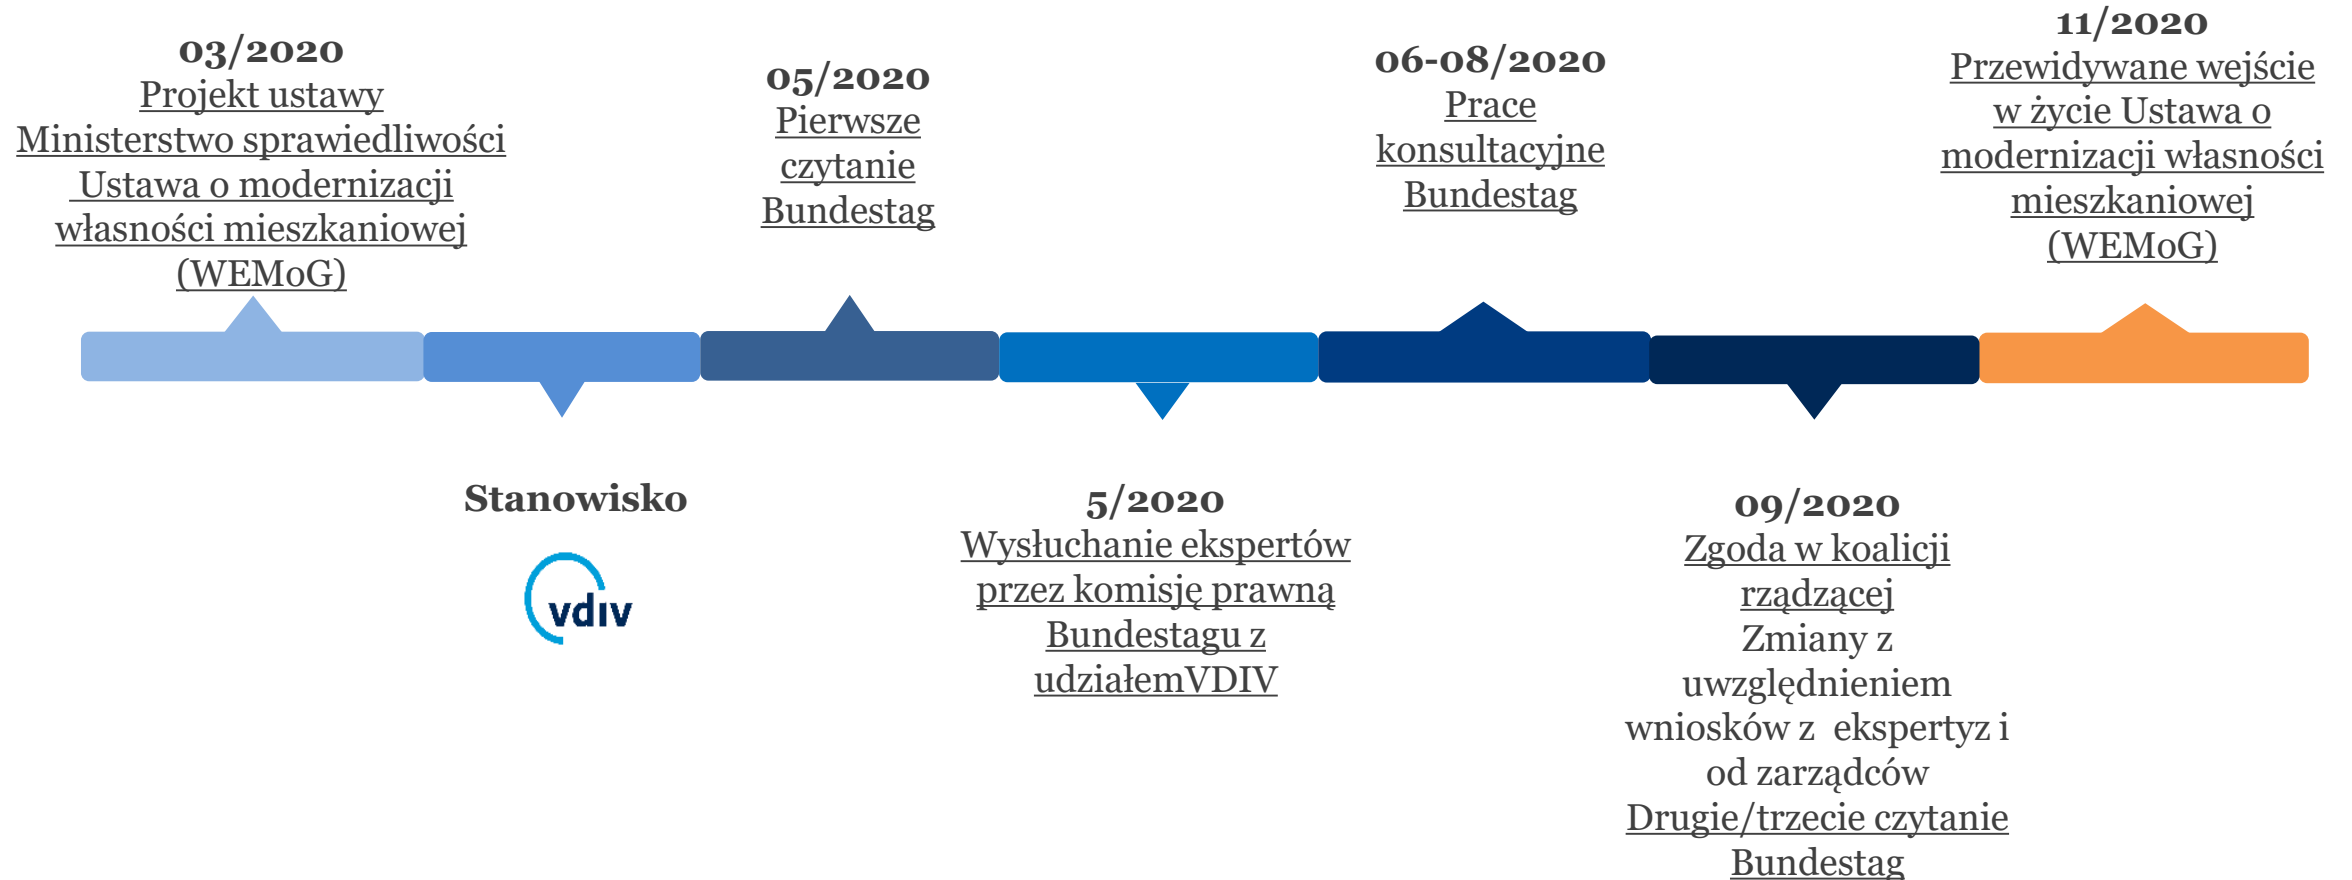 03/2020
Projekt ustawy
Ministerstwo sprawiedliwości
Ustawa o modernizacji
własności mieszkaniowej
(WEMoG)
Stanowisko
vdiv
05/2020
Pierwsze
czytanie
Bundestag
5/2020
Wysłuchanie ekspertów
przez komisję prawną
Bundestagu z
udziałemVDIV
06-08/2020
Prace
konsultacyjne
Bundestag
09/2020
Zgoda w koalicji
rządzącej
Zmiany z
uwzględnieniem
wniosków z  ekspertyz i
od zarządców
Drugie/trzecie czytanie
Bundestag
11/2020
Przewidywane wejście
w życie Ustawa o
modernizacji własności
mieszkaniowej
(WEMoG)